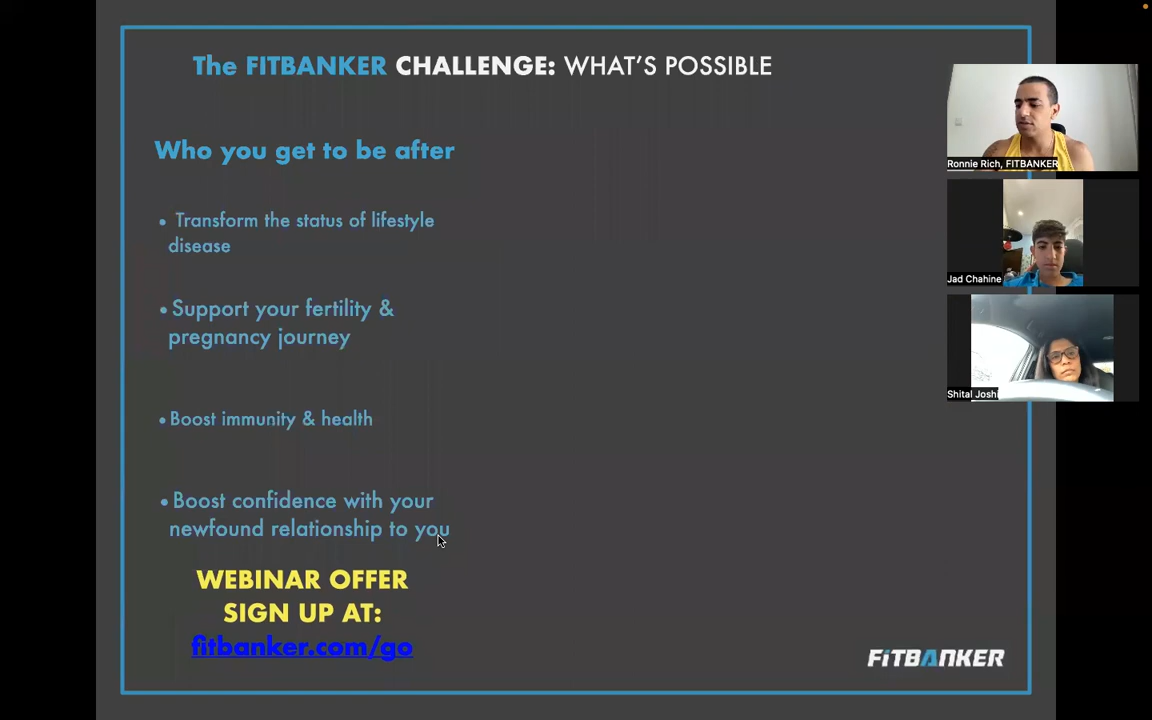 The FITBANKER CHALLENGE: WHAT'S POSSIBLE
Who you get to be after
• Transform the status of lifestyle
disease
• Support your fertility &
pregnancy journey
• Boost immunity & health
• Boost confidence with your
newfound relationship to you
WEBINAR OFFER
SIGN UP AT:
fitbanker.com/go
FITBANKER
Ronnie Rich, FITBANKER
Jad Chahine
Shital Joshi